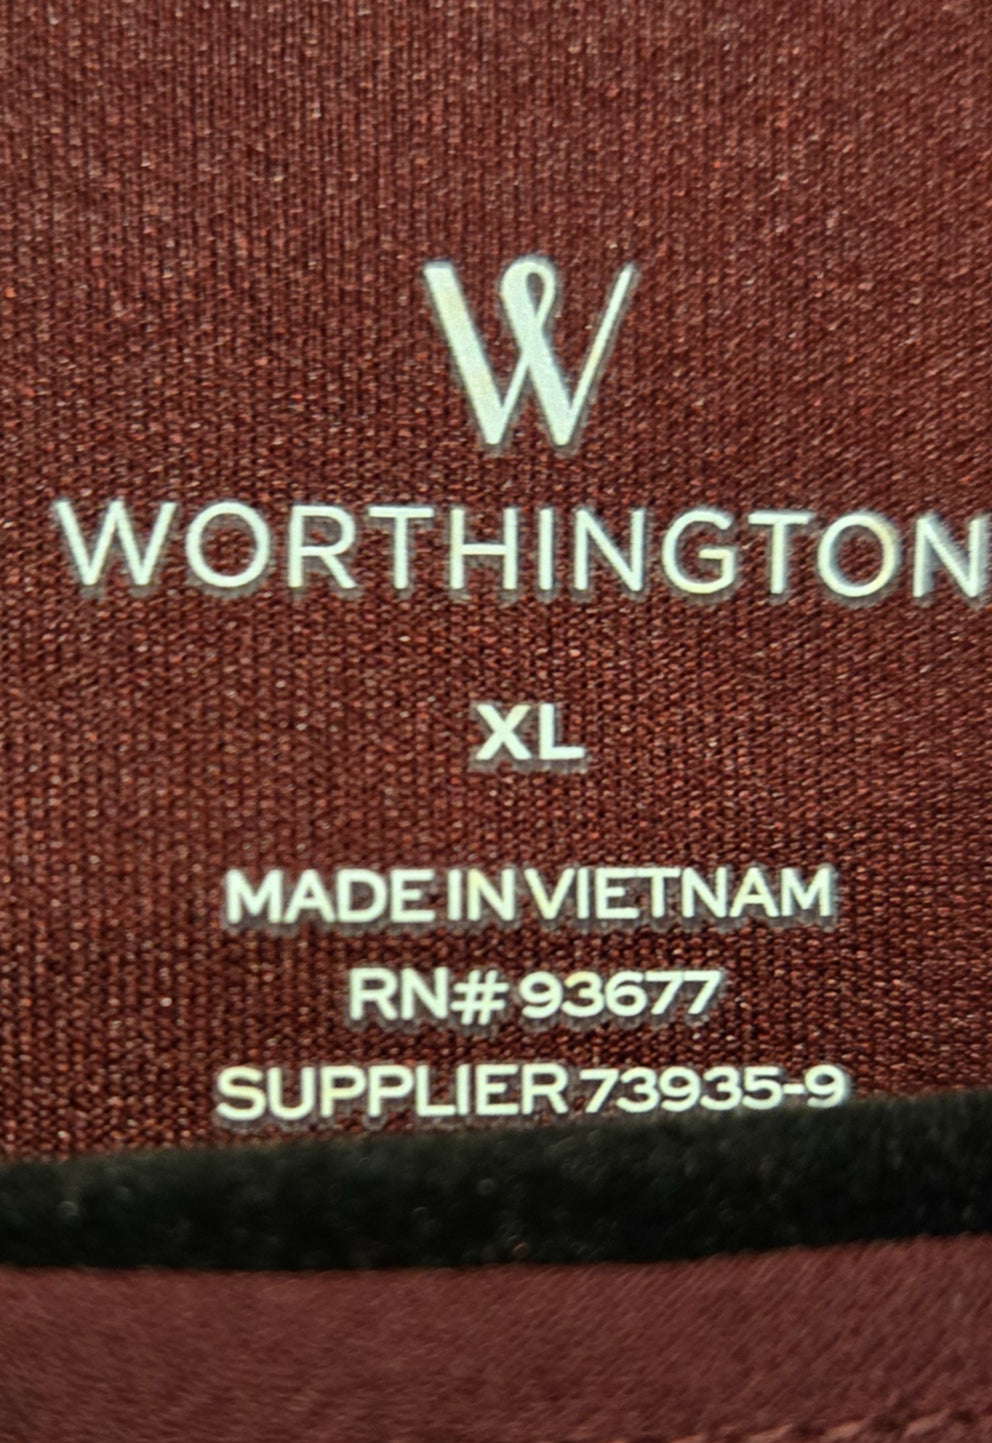 W
WORTHINGTON
XL
MADE IN VIETNAM
RN# 93677
SUPPLIER 73935-9